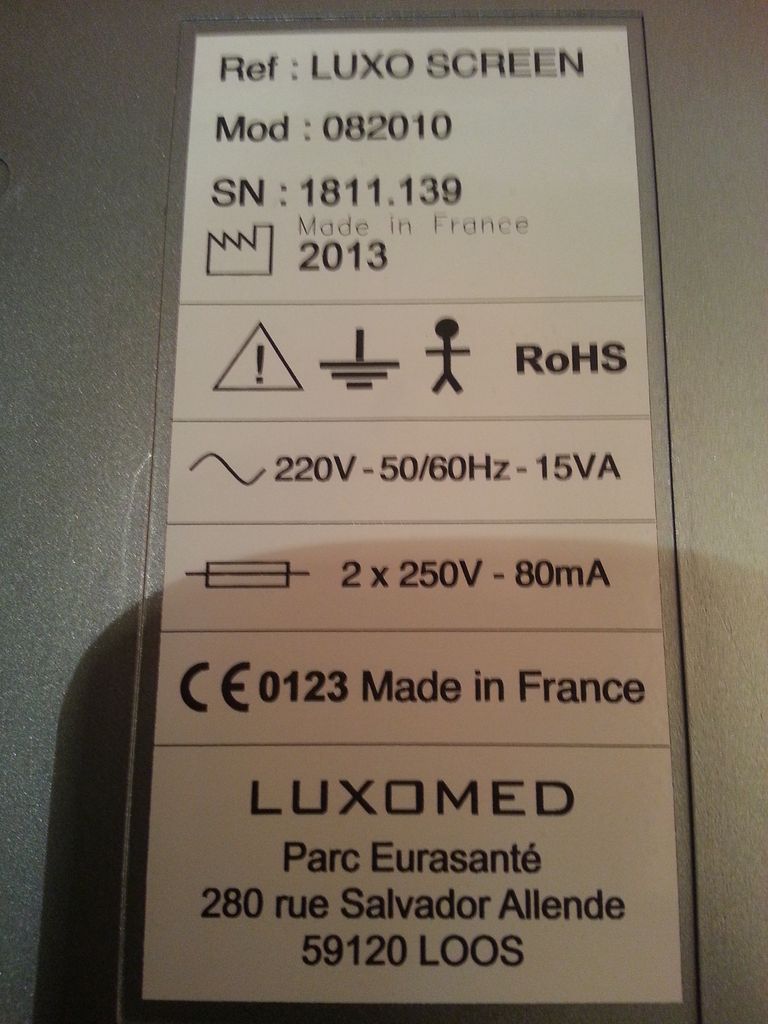 Ref : LUXO SCREEN
Mod : 082010
SN : 1811.139
Made in France
2013
RoHS
220V - 50/60Hz - 15VA
2 x 250V - 80mA
CE 0123 Made in France
LUXOMED
Parc Eurasanté
280 rue Salvador Allende
59120 LOOS